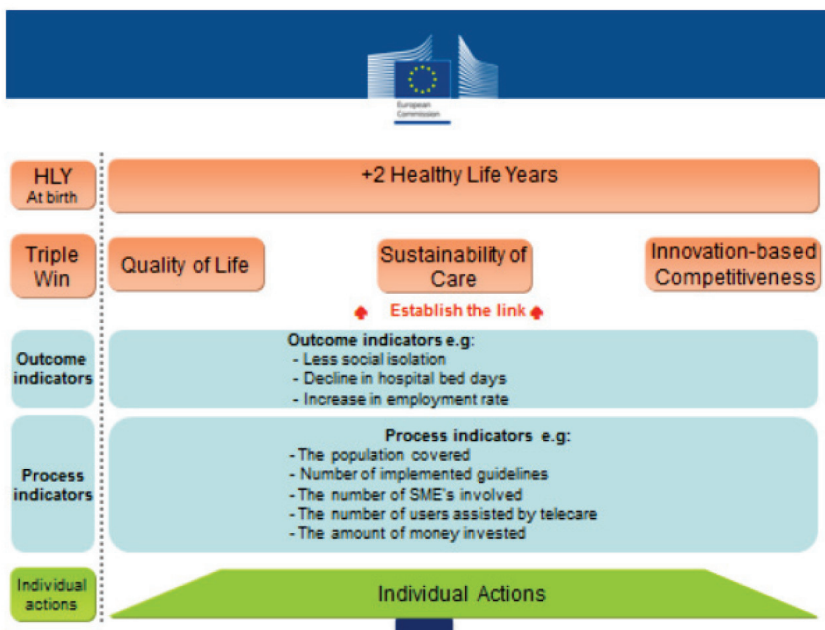 European
Commission
HLY
At birth
+2 Healthy Life Years
Triple
Win
Quality of Life
Sustainability of
Care
Innovation-based
Competitiveness
Establish the link
Outcome
indicators
Outcome indicators e.g:
- Less social isolation
- Decline in hospital bed days
- Increase in employment rate
Process
indicators
Process indicators e.g:
- The population covered
- Number of implemented guidelines
- The number of SME's involved
- The number of users assisted by telecare
- The amount of money invested
Individual
actions
Individual Actions